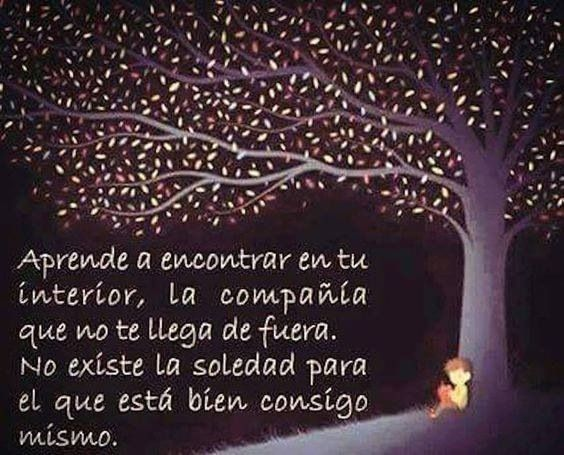 Aprende a encontrar en tu
interior, la compañía
que no te llega de fuera.
No existe la soledad para
el que está bien consigo
mismo.